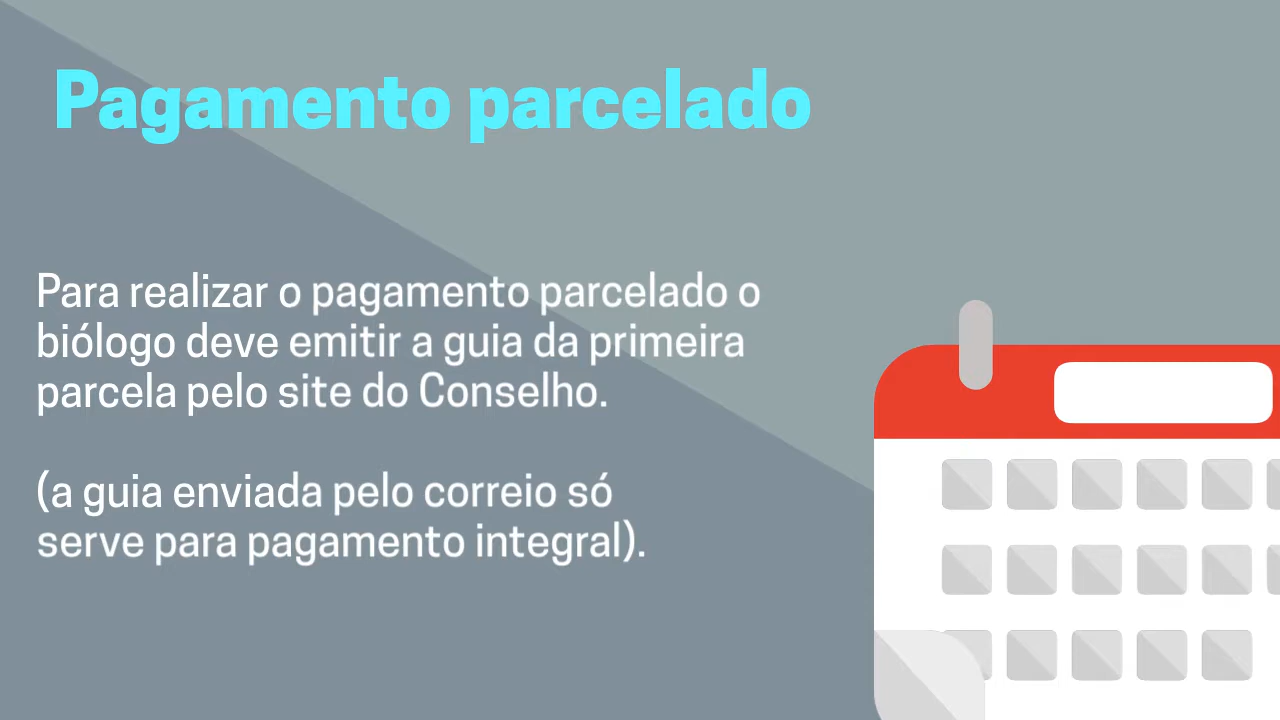 Pagamento parcelado
Para realizar o pagamento parcelado o
biólogo deve emitir a guia da primeira
parcela pelo site do Conselho.
(a guia enviada pelo correio só
serve para pagamento integral).